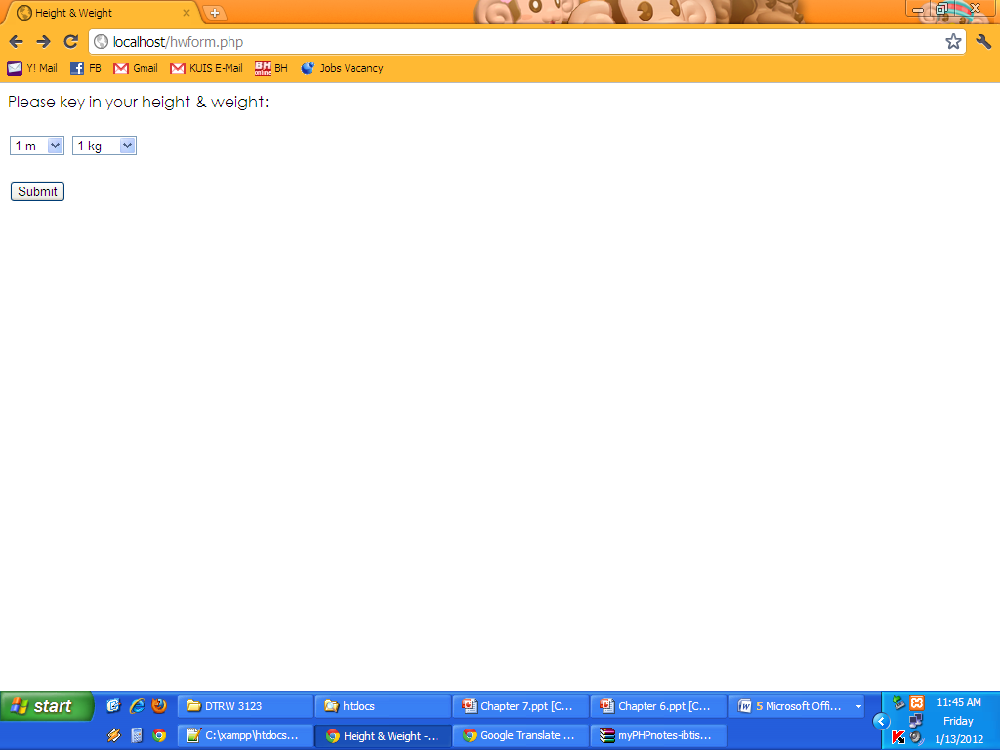 Height & Weight
localhost/hwform.php
Y! Mail FB Gmail KUIS E-Mail BH online BH Jobs Vacancy
Please key in your height & weight:
1 m 1 kg
Submit
start DTRW 3123 htdocs Chapter 7.ppt [C... Chapter 6.ppt [C... 5 Microsoft Offi... 11:45 AM
Friday
C:\xampp\htdocs... Height & Weight -... Google Translate ... myPHPnotes-ibtis... 1/13/2012